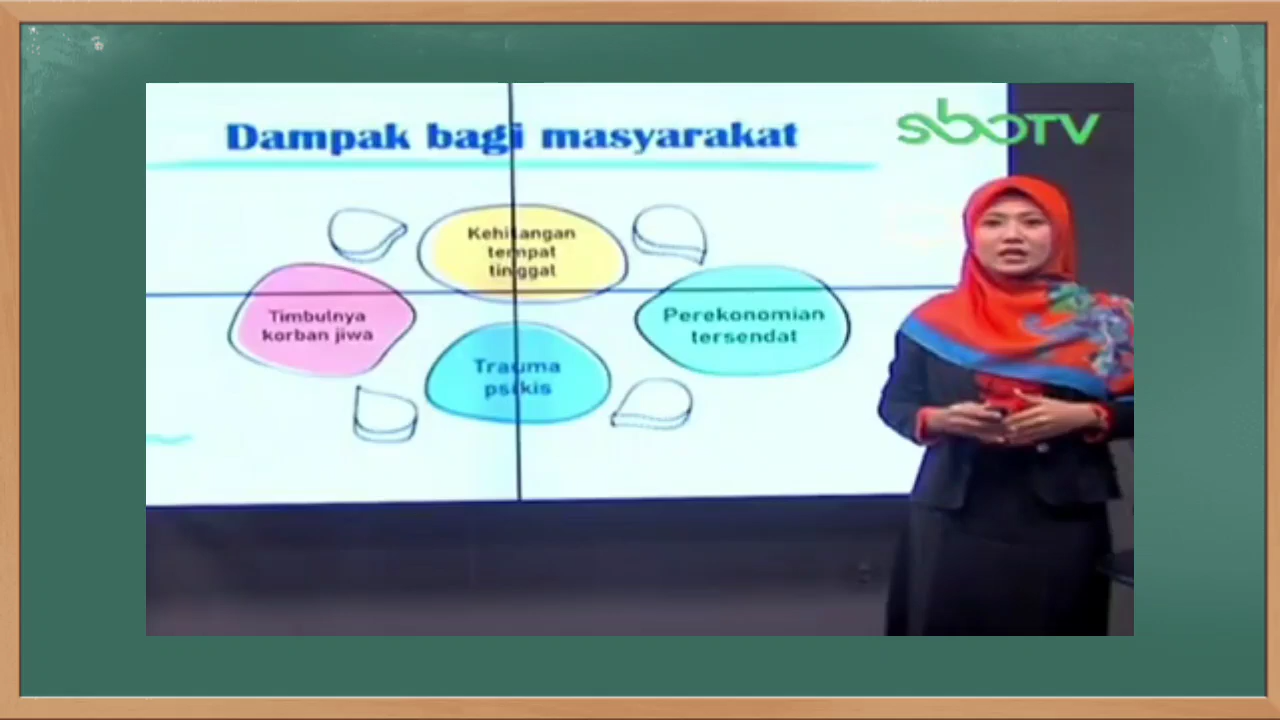 Dampak bagi masyarakat
sboTV
Kehilangan
tempat
tinggal
Timbulnya
korban jiwa
Perekonomian
tersendat
Trauma
psikis